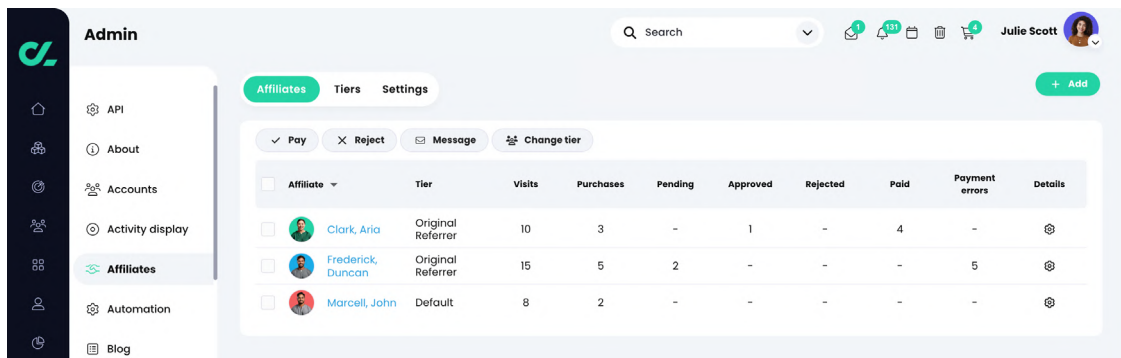 Admin
Search
1
131
4
Julie Scott
API
About
Accounts
Activity display
Affiliates
Automation
Blog
Affiliates Tiers Settings
+ Add
Pay Reject Message Change tier
Affiliate Tier Visits Purchases Pending Approved Rejected Paid Payment errors Details
Clark, Aria Original Referrer 10 3 - 1 - 4 -
Frederick, Duncan Original Referrer 15 5 2 - - - 5
Marcell, John Default 8 2 - - - - -